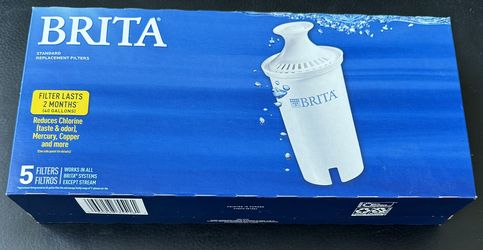 BRITA®
STANDARD
REPLACEMENT FILTERS
FILTER LASTS
2 MONTHS*
(40 GALLONS)
Reduces Chlorine
(taste & odor),
Mercury, Copper
and more
5 FILTERS
FILTROS
WORKS IN ALL
BRITA® SYSTEMS
EXCEPT STREAM
BRITA